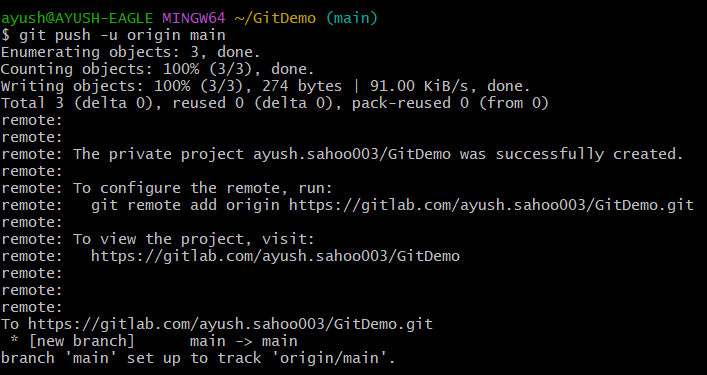 ayush@AYUSH-EAGLE MINGW64 ~/GitDemo (main)
$ git push -u origin main
Enumerating objects: 3, done.
Counting objects: 100% (3/3), done.
Writing objects: 100% (3/3), 274 bytes | 91.00 KiB/s, done.
Total 3 (delta 0), reused 0 (delta 0), pack-reused 0 (from 0)
remote:
remote:
remote: The private project ayush.sahoo003/GitDemo was successfully created.
remote:
remote: To configure the remote, run:
remote:   git remote add origin https://gitlab.com/ayush.sahoo003/GitDemo.git
remote:
remote: To view the project, visit:
remote:   https://gitlab.com/ayush.sahoo003/GitDemo
remote:
remote:
remote:
To https://gitlab.com/ayush.sahoo003/GitDemo.git
 * [new branch]      main -> main
branch 'main' set up to track 'origin/main'.